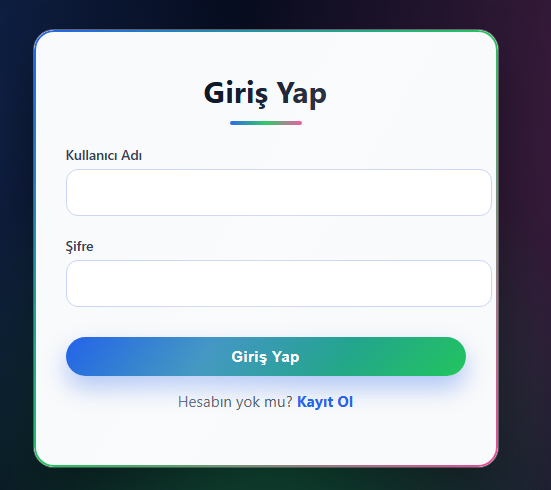 Giriş Yap
Kullanıcı Adı
Şifre
Giriş Yap
Hesabın yok mu? Kayıt Ol